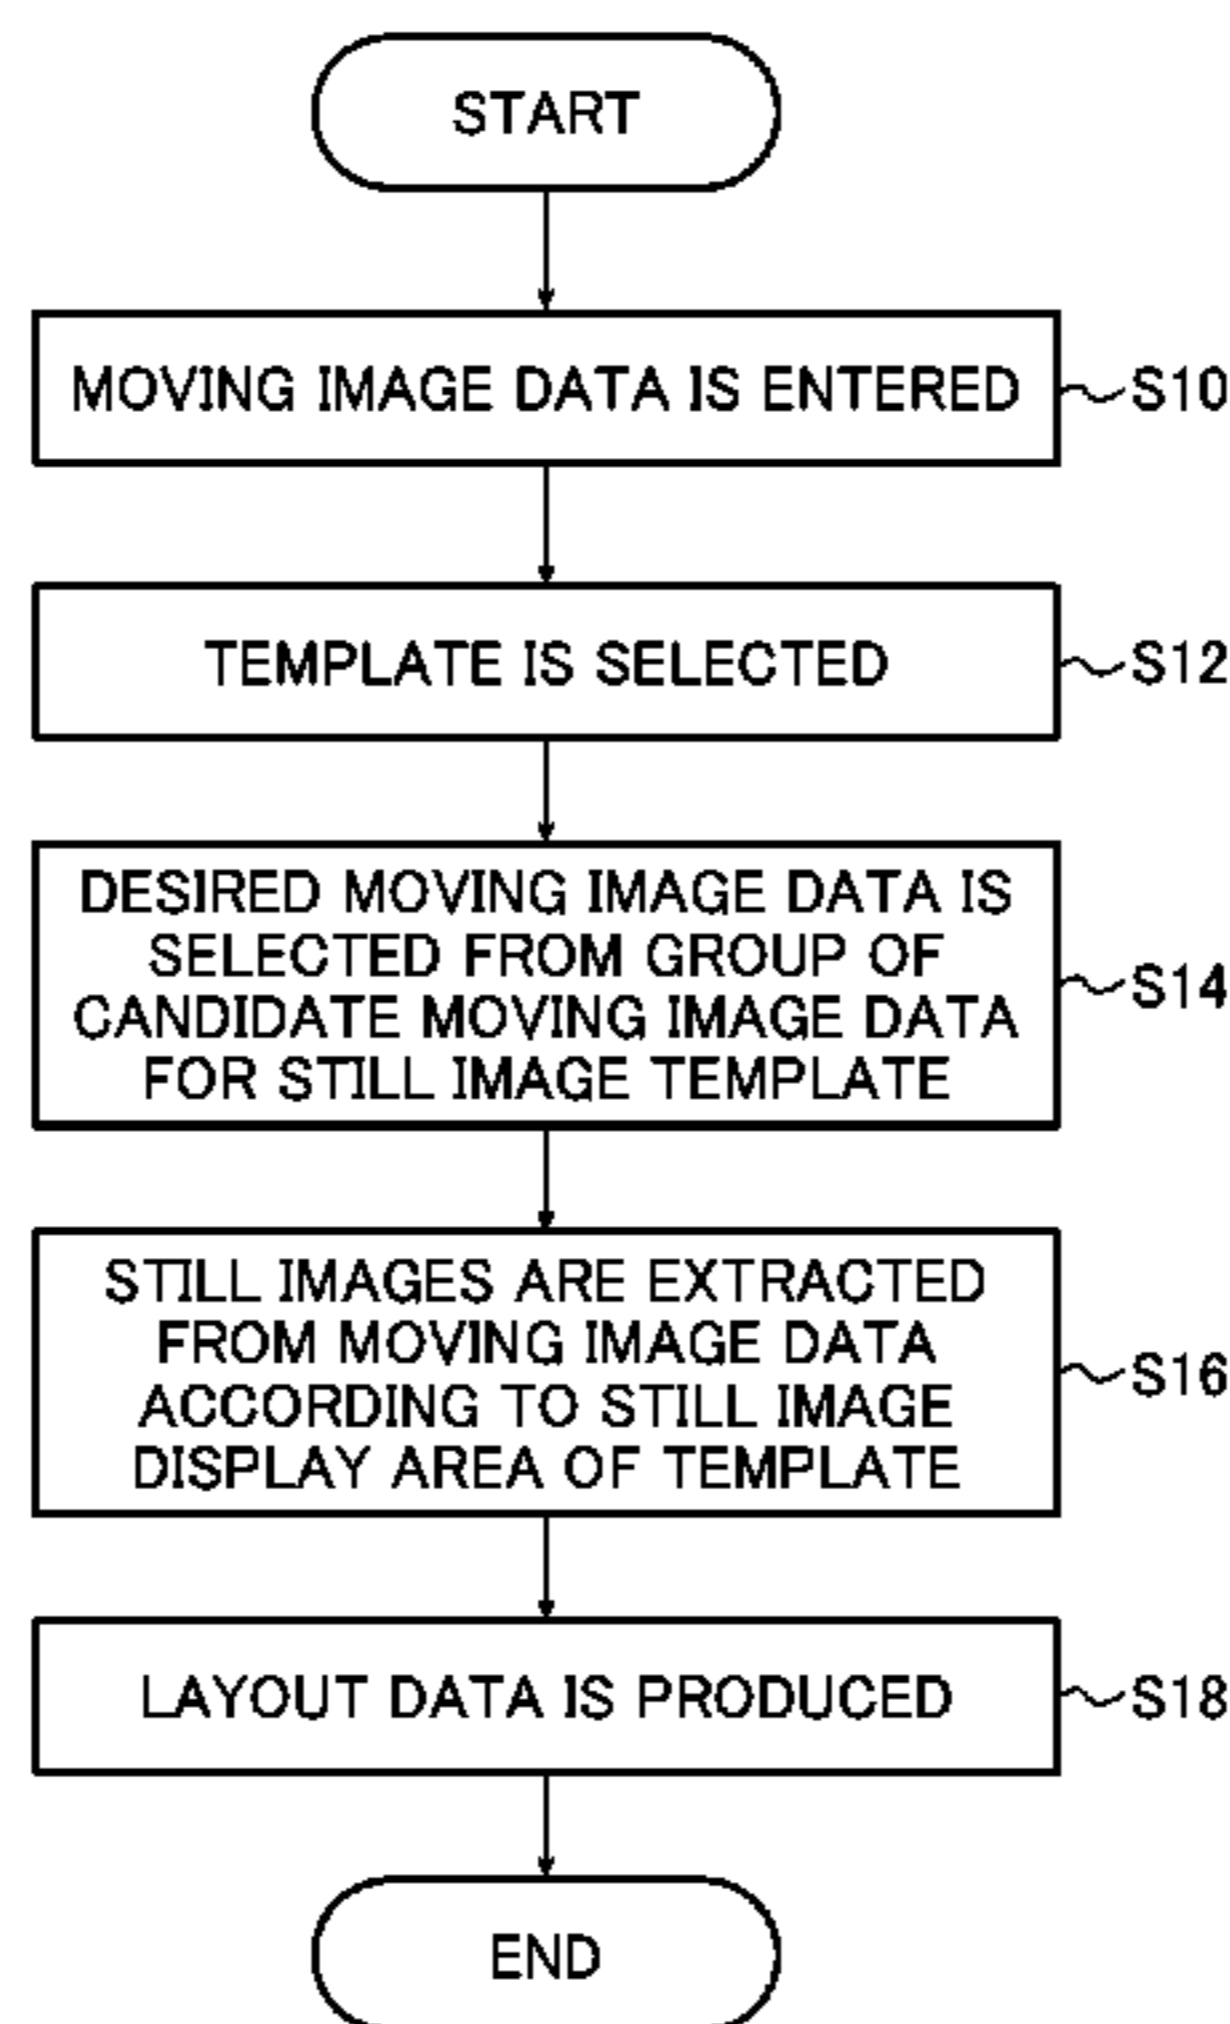 START
MOVING IMAGE DATA IS ENTERED
S10
TEMPLATE IS SELECTED
S12
DESIRED MOVING IMAGE DATA IS
SELECTED FROM GROUP OF
CANDIDATE MOVING IMAGE DATA
FOR STILL IMAGE TEMPLATE
S14
STILL IMAGES ARE EXTRACTED
FROM MOVING IMAGE DATA
ACCORDING TO STILL IMAGE
DISPLAY AREA OF TEMPLATE
S16
LAYOUT DATA IS PRODUCED
S18
END